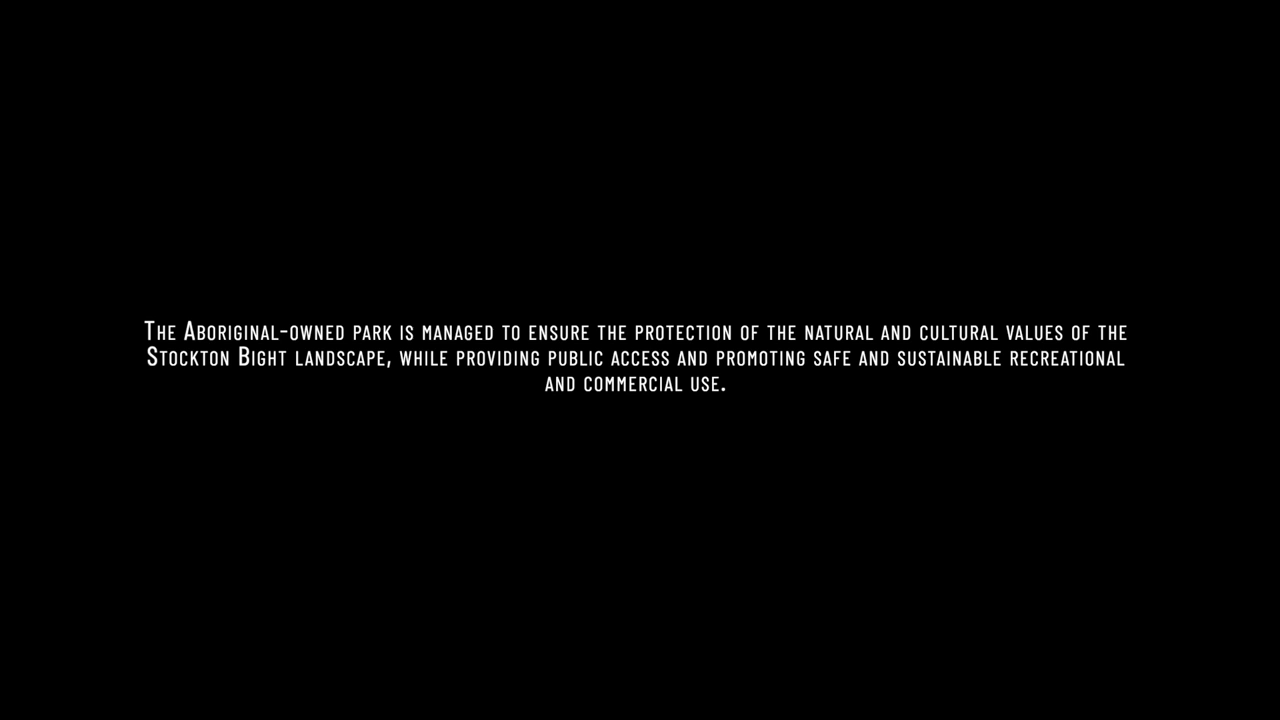 The Aboriginal-owned park is managed to ensure the protection of the natural and cultural values of the
Stockton Bight landscape, while providing public access and promoting safe and sustainable recreational
and commercial use.